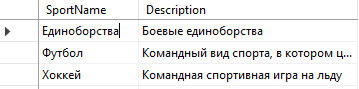 SportName Description
Единоборства Боевые единоборства
Футбол Командный вид спорта, в котором ц...
Хоккей Командная спортивная игра на льду